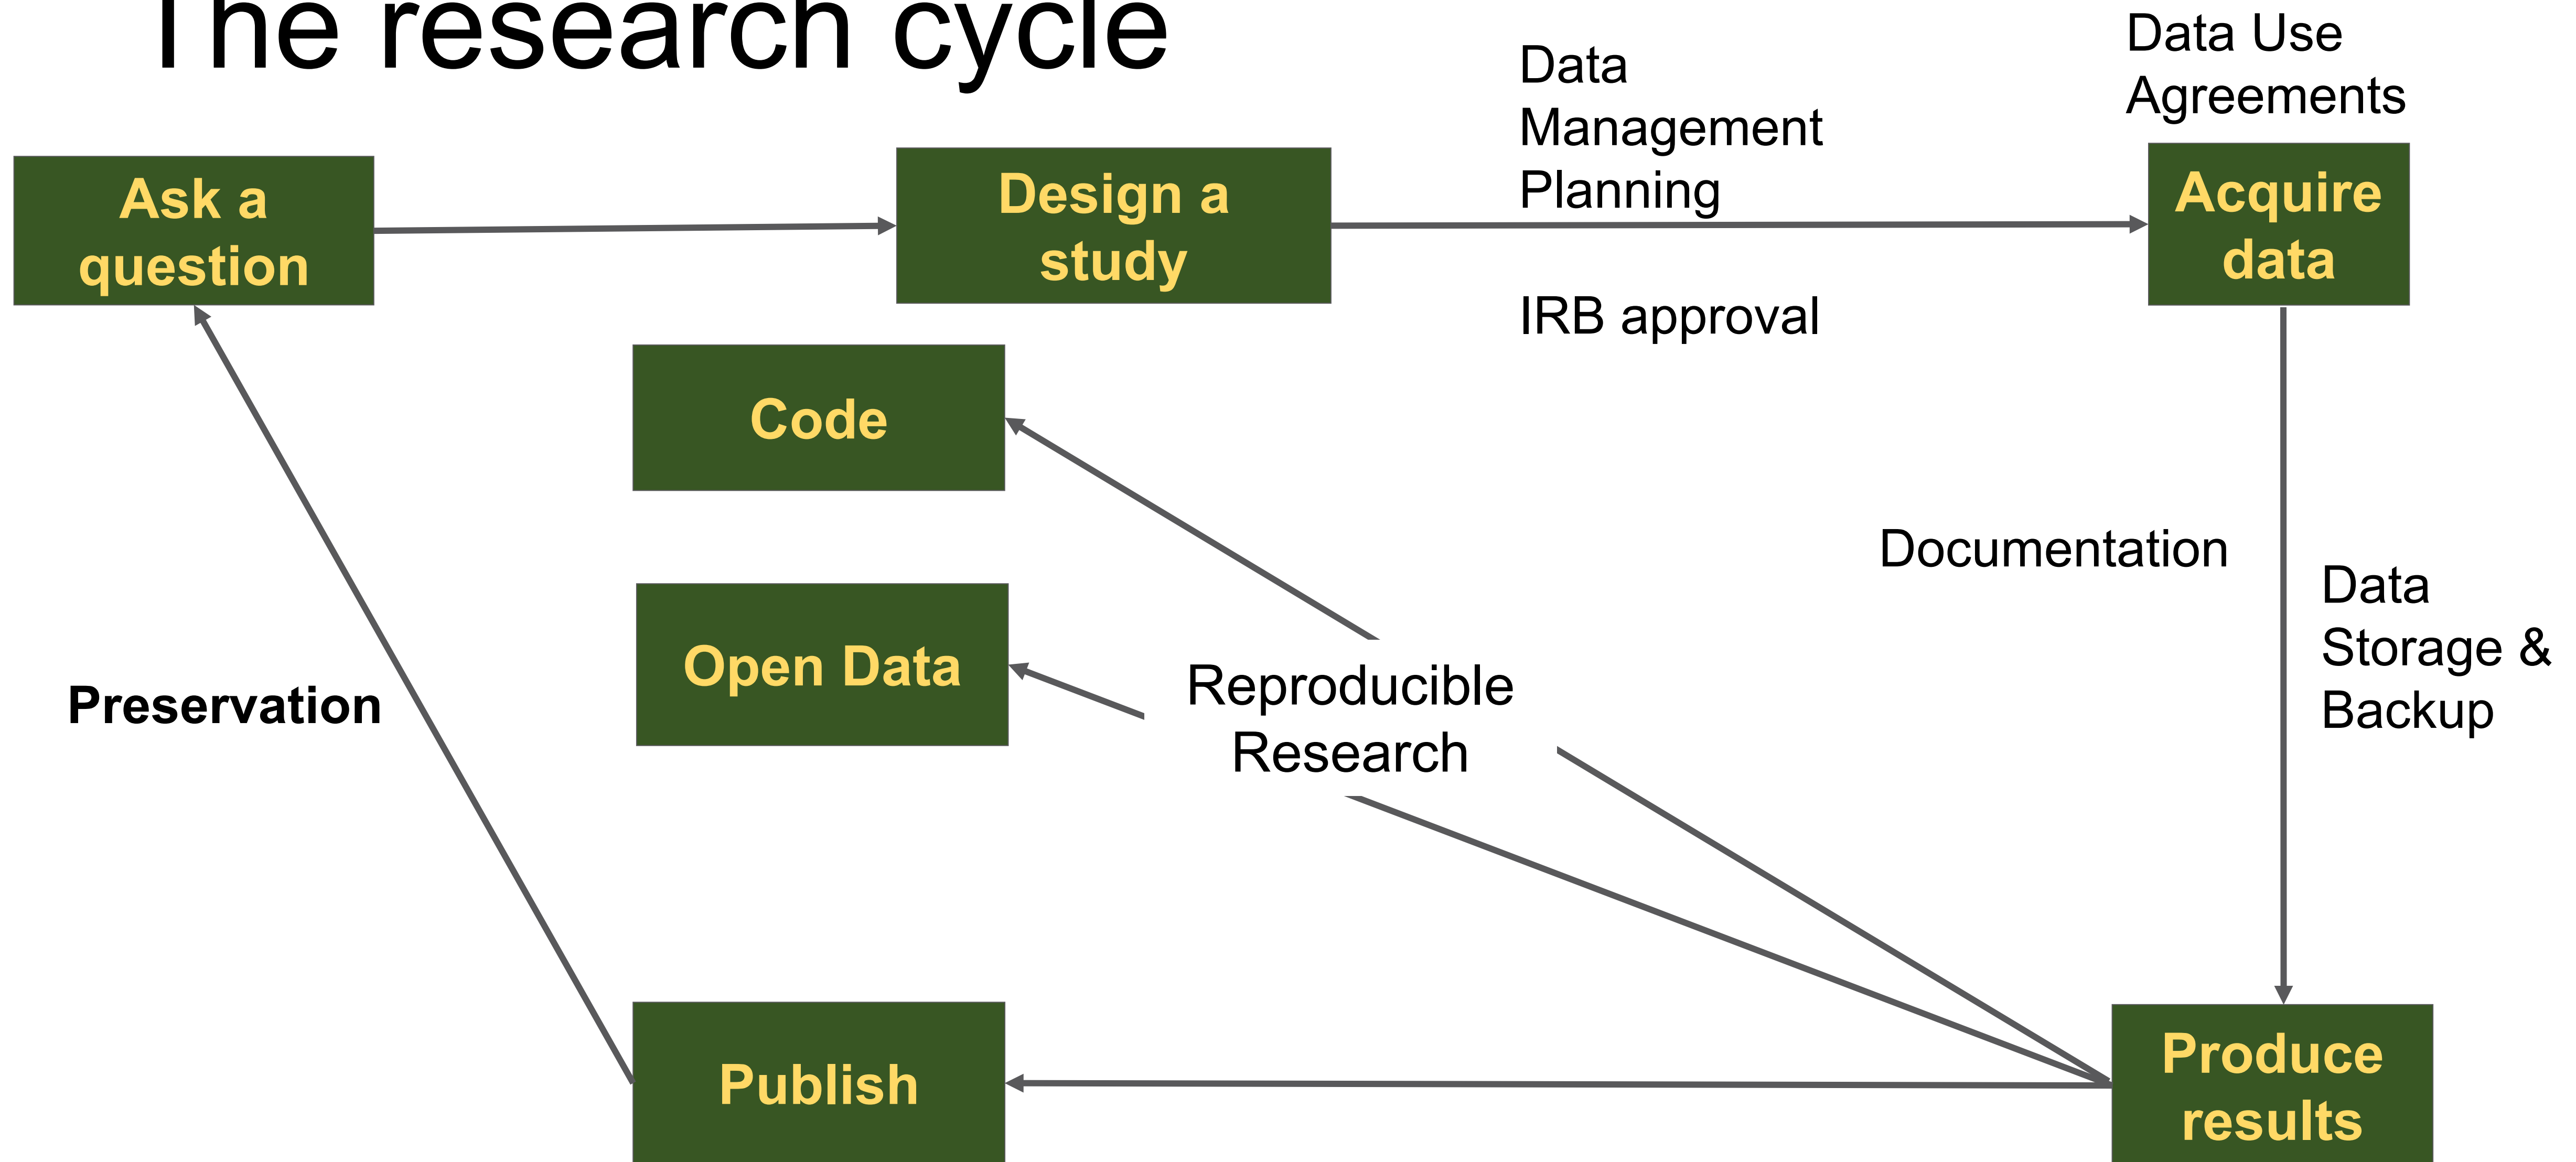 The research cycle
Data Use
Agreements
Data
Management
Planning
Ask a
question
Design a
study
Acquire
data
IRB approval
Code
Documentation
Data
Storage &
Backup
Open Data
Reproducible
Research
Preservation
Publish
Produce
results